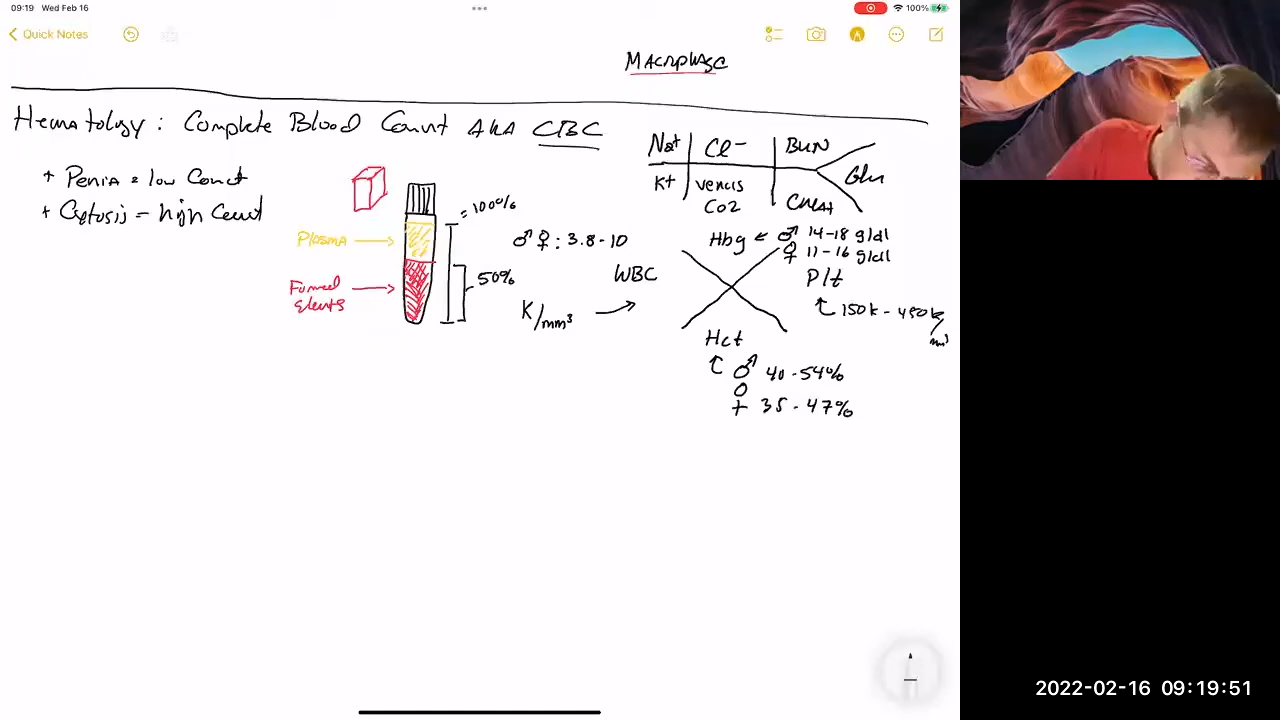 09:19 Wed Feb 16
100%
Quick Notes
Macrophage
Hematology : Complete Blood Count AKA CBC
+ Penia = low Count
+ Cytosis = high Count
= 100%
Plasma
50%
Formed
♂ ♀ : 3.8 - 10
K/mm³
WBC
Na+ Cl- BUN
K+ venus CO2 Creat
Glu
Hbg ← ♂ 14-18 g/dl
♀ 11-16 g/dl
Plt
150k - 450k/mm³
Hct
♂ 40-54%
♀ 35-47%
2022-02-16 09:19:51